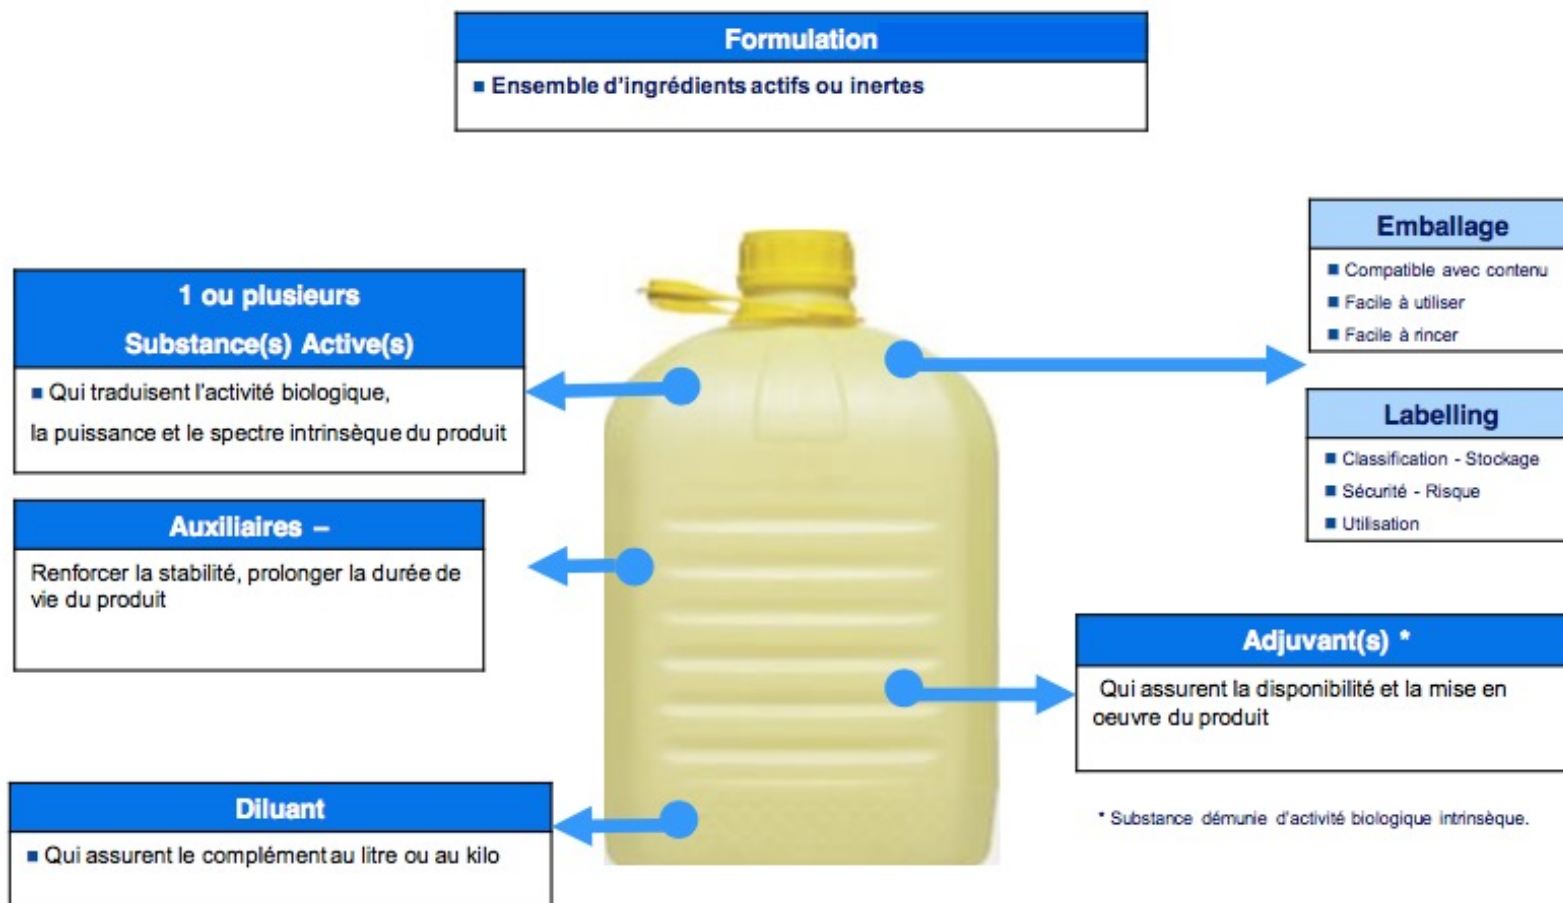 Formulation
■ Ensemble d'ingrédients actifs ou inertes
1 ou plusieurs
Substance(s) Active(s)
■ Qui traduisent l'activité biologique,
la puissance et le spectre intrinsèque du produit
Auxiliaires –
Renforcer la stabilité, prolonger la durée de
vie du produit
Diluant
■ Qui assurent le complément au litre ou au kilo
Emballage
■ Compatible avec contenu
■ Facile à utiliser
■ Facile à rincer
Labelling
■ Classification - Stockage
■ Sécurité - Risque
■ Utilisation
Adjuvant(s) *
Qui assurent la disponibilité et la mise en
oeuvre du produit
* Substance démunie d'activité biologique intrinsèque.